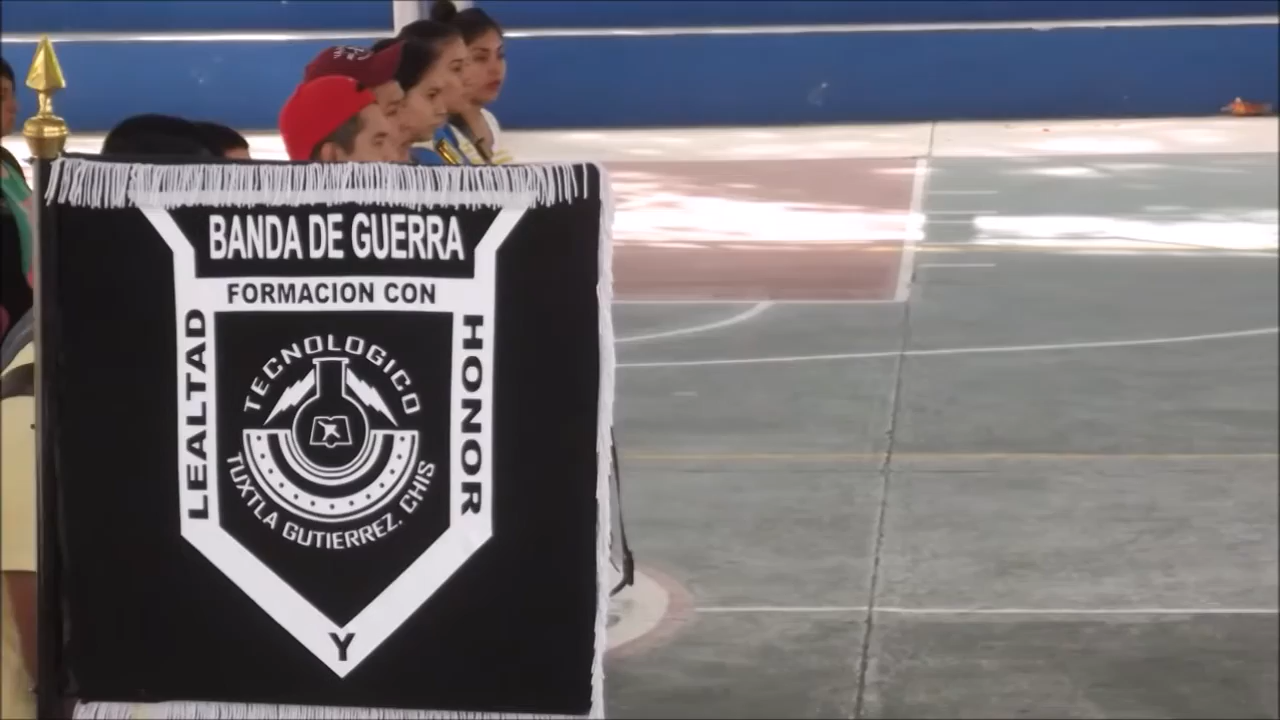 BANDA DE GUERRA
FORMACION CON
LEALTAD
Y
HONOR
TECNOLOGICO
TUXTLA GUTIERREZ, CHIS